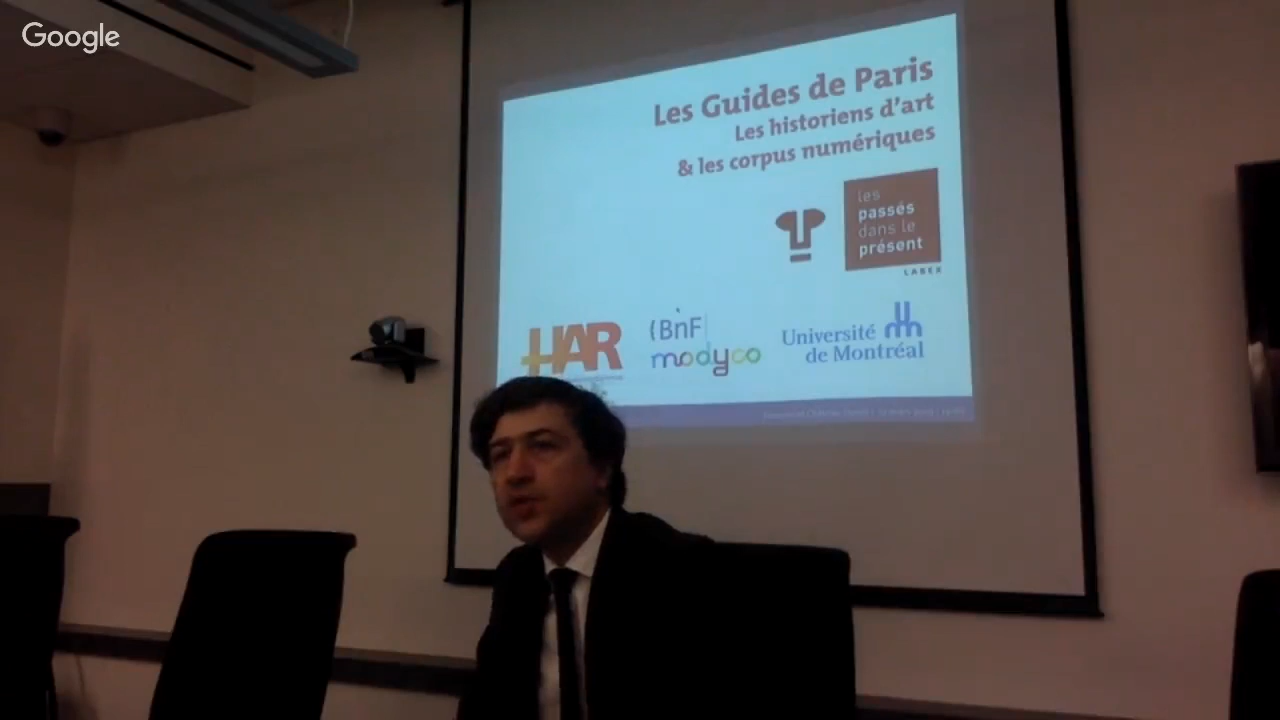 Google
Les Guides de Paris
Les historiens d'art
& les corpus numériques
les
passés
dans le
présent
LABEX
HAR
{BnF
modyco
Université
de Montréal